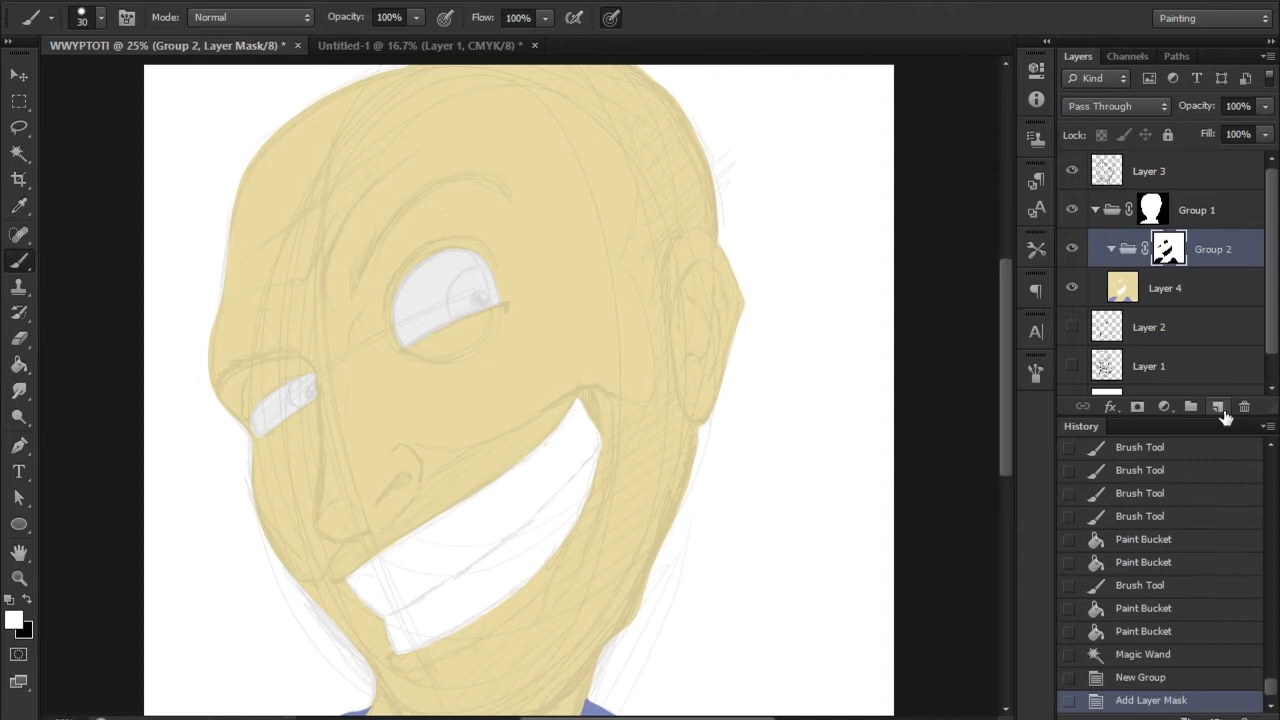 30 Mode: Normal Opacity: 100% Flow: 100% Painting
WWYPTOTI @ 25% (Group 2, Layer Mask/8) * × Untitled-1 @ 16.7% (Layer 1, CMYK/8) * ×
Layers Channels Paths
Kind
Pass Through Opacity: 100%
Lock: Fill: 100%
Layer 3
Group 1
Group 2
Layer 4
Layer 2
Layer 1
History
Brush Tool
Brush Tool
Brush Tool
Brush Tool
Paint Bucket
Paint Bucket
Brush Tool
Paint Bucket
Paint Bucket
Magic Wand
New Group
Add Layer Mask